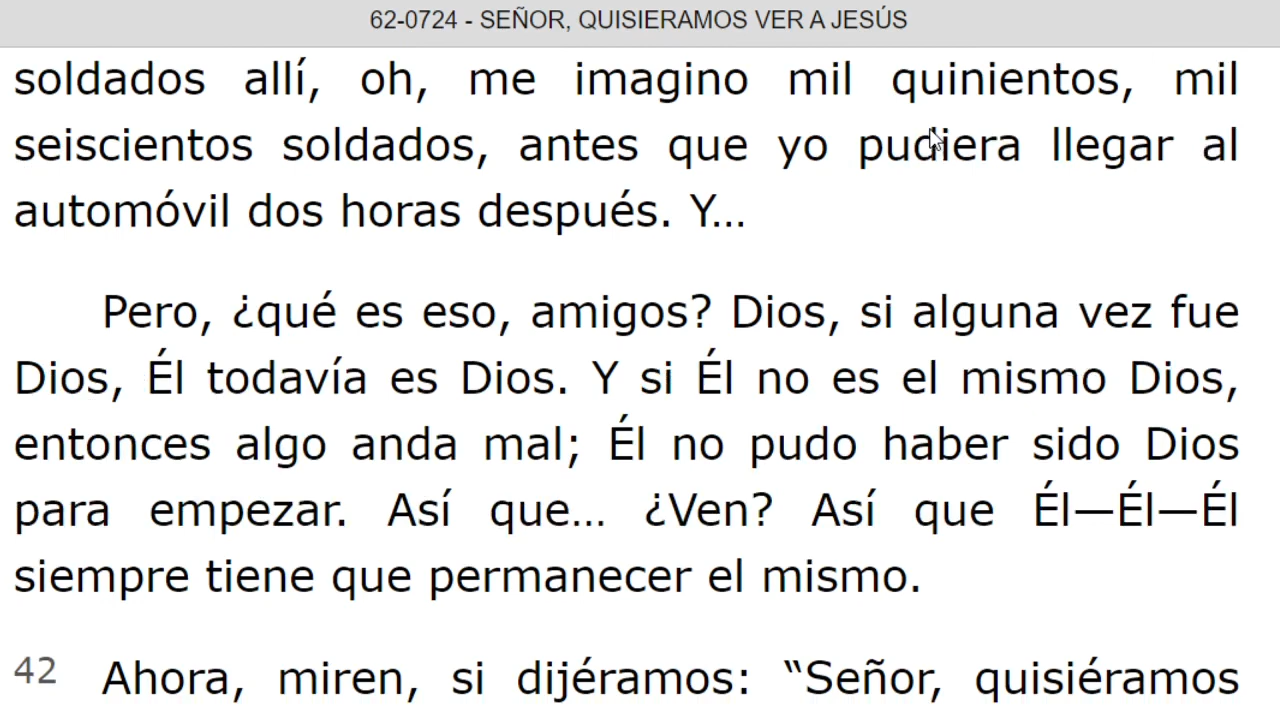 62-0724 - SEÑOR, QUISIERAMOS VER A JESÚS
soldados allí, oh, me imagino mil quinientos, mil
seiscientos soldados, antes que yo pudiera llegar al
automóvil dos horas después. Y...
Pero, ¿qué es eso, amigos? Dios, si alguna vez fue
Dios, Él todavía es Dios. Y si Él no es el mismo Dios,
entonces algo anda mal; Él no pudo haber sido Dios
para empezar. Así que... ¿Ven? Así que Él—Él—Él
siempre tiene que permanecer el mismo.
42 Ahora, miren, si dijéramos: “Señor, quisiéramos